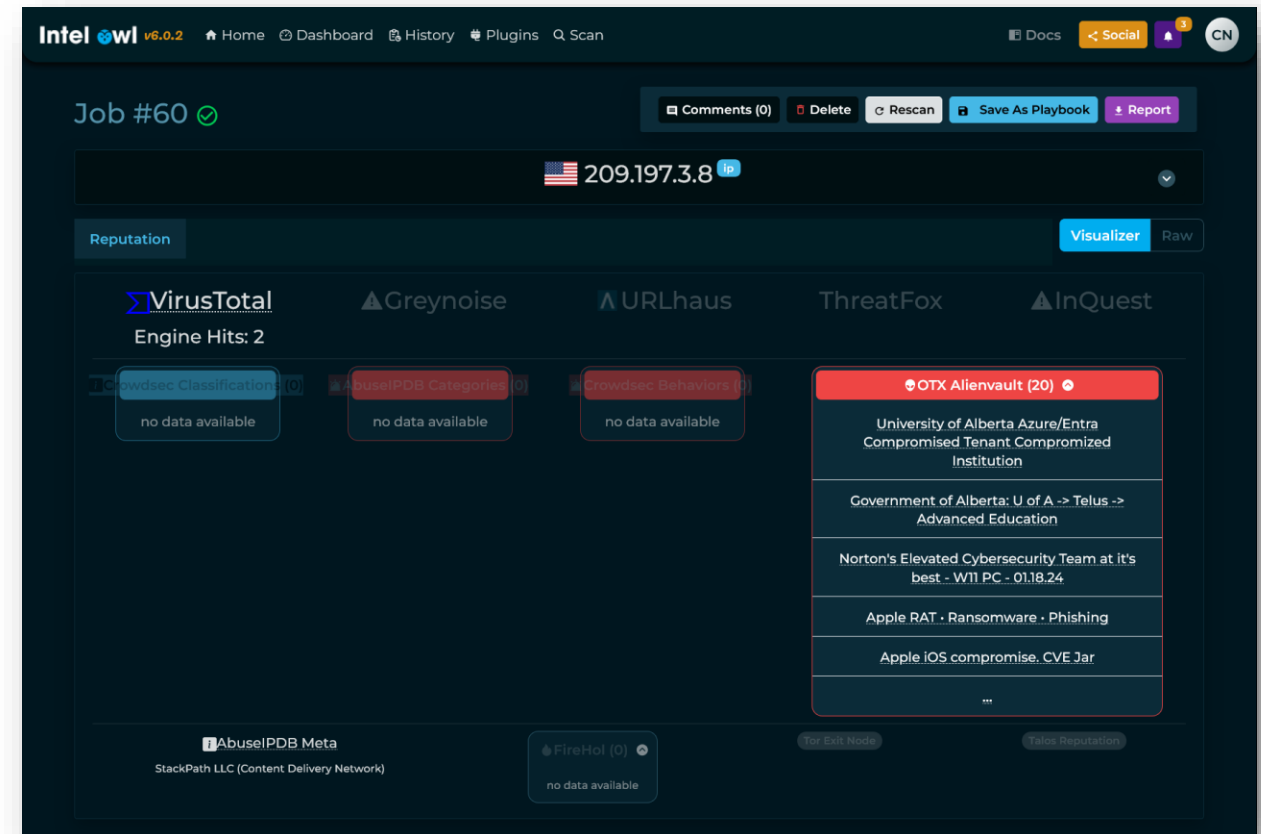 Intel Owl v6.0.2 Home Dashboard History Plugins Scan Docs Social 3 CN
Job #60 Comments (0) Delete Rescan Save As Playbook Report
209.197.3.8 ip
Reputation Visualizer Raw
VirusTotal Greynoise URLhaus ThreatFox InQuest
Engine Hits: 2
Crowdsec Classifications (0) AbuseIPDB Categories (0) Crowdsec Behaviors (0) OTX Alienvault (20)
no data available no data available no data available
University of Alberta Azure/Entra
Compromised Tenant Compromized
Institution
Government of Alberta: U of A -> Telus ->
Advanced Education
Norton's Elevated Cybersecurity Team at it's
best - W11 PC - 01.18.24
Apple RAT • Ransomware • Phishing
Apple iOS compromise. CVE Jar
...
AbuseIPDB Meta FireHol (0) Tor Exit Node Talos Reputation
StackPath LLC (Content Delivery Network)
no data available